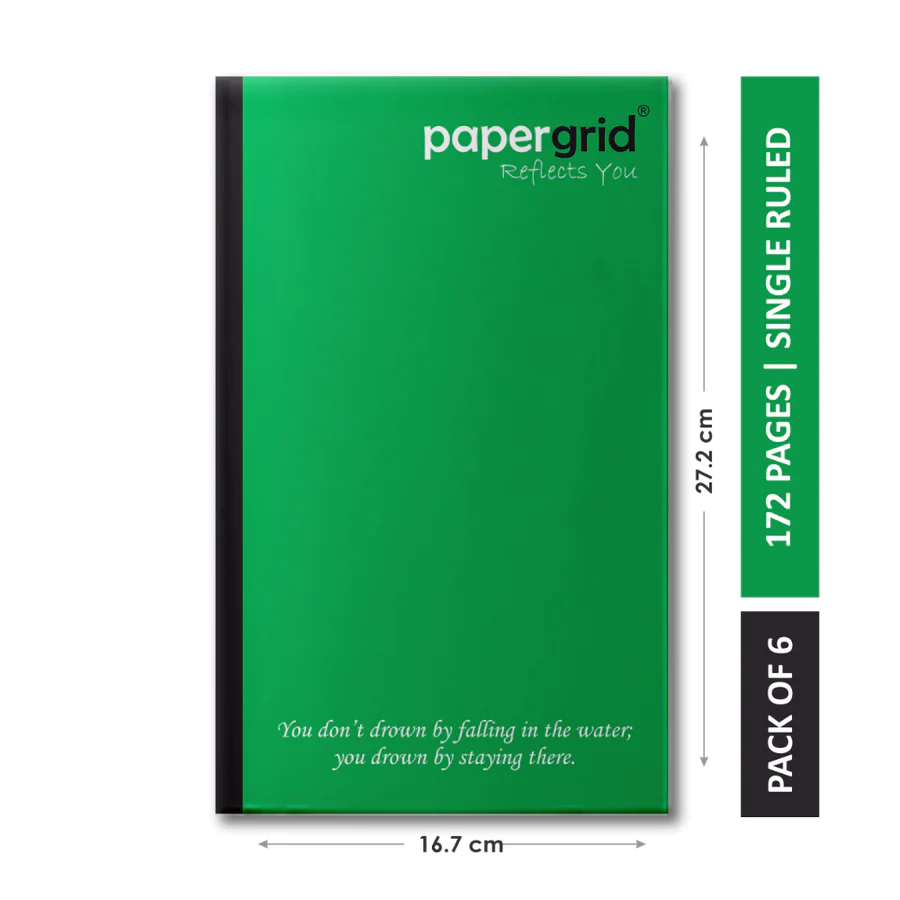 papergrid®
Reflects You
You don't drown by falling in the water;
you drown by staying there.
27.2 cm
16.7 cm
172 PAGES | SINGLE RULED
PACK OF 6